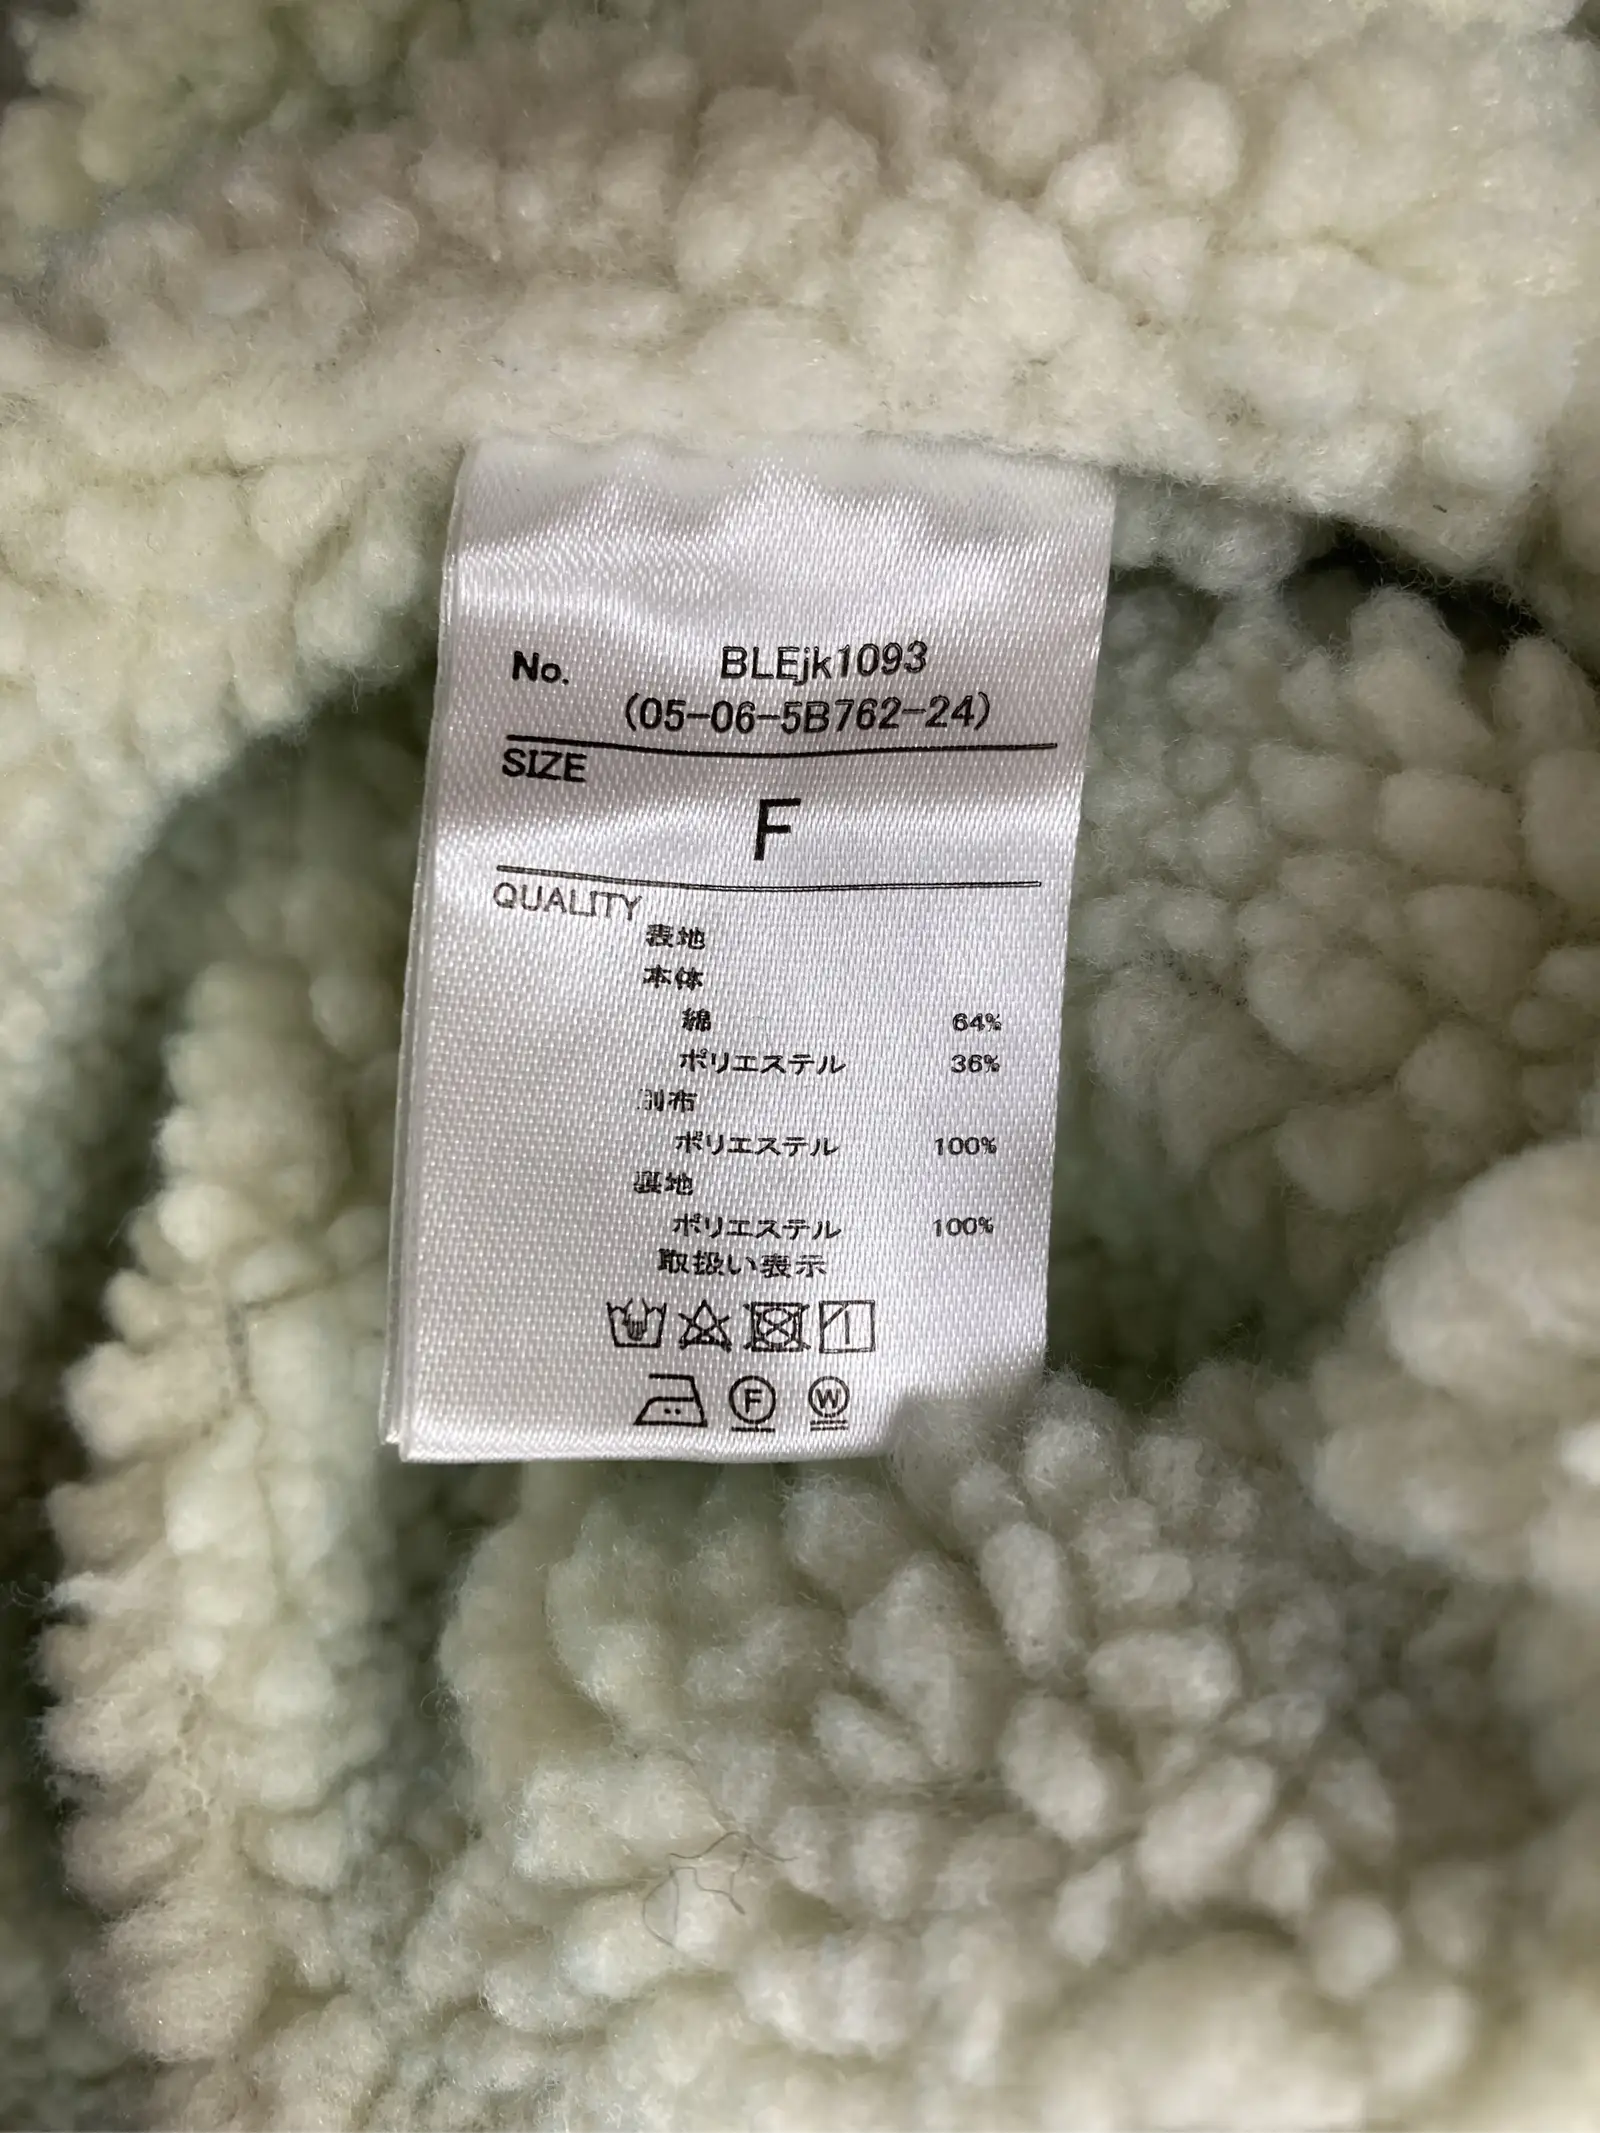 No. BLEjk1093
(05-06-5B762-24)
SIZE
F
QUALITY
表地
本体
綿 64%
ポリエステル 36%
別布
ポリエステル 100%
裏地
ポリエステル 100%
取扱い表示
F W